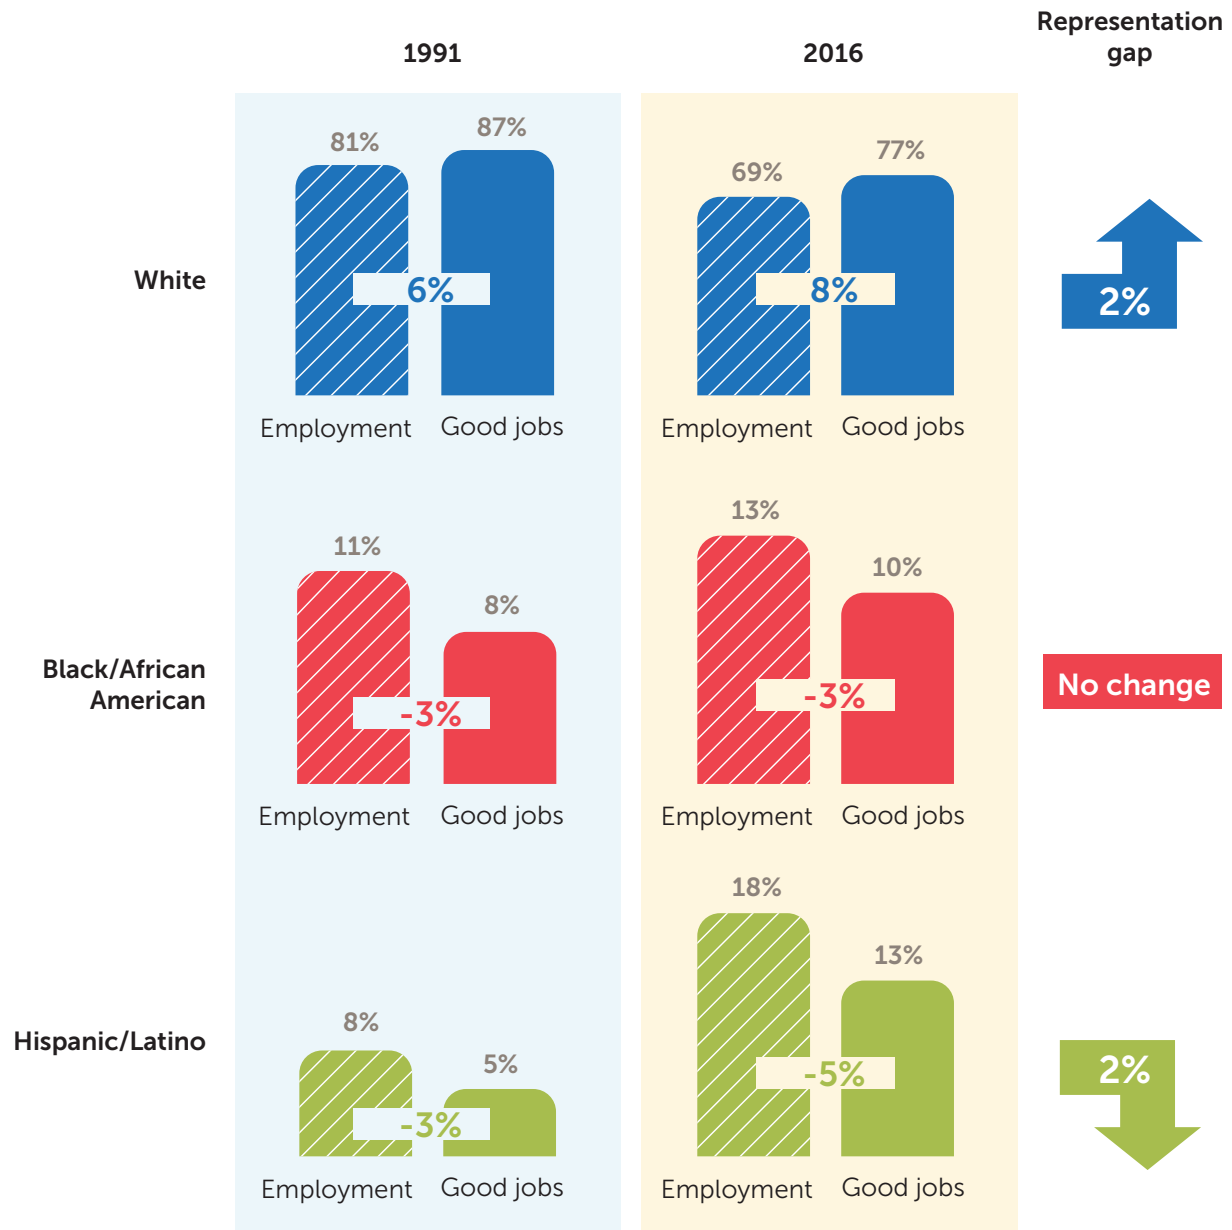 1991
2016
Representation
gap
White
81%
87%
6%
Employment
Good jobs
69%
77%
8%
Employment
Good jobs
2%
Black/African
American
11%
8%
-3%
Employment
Good jobs
13%
10%
-3%
Employment
Good jobs
No change
Hispanic/Latino
8%
5%
-3%
Employment
Good jobs
18%
13%
-5%
Employment
Good jobs
2%